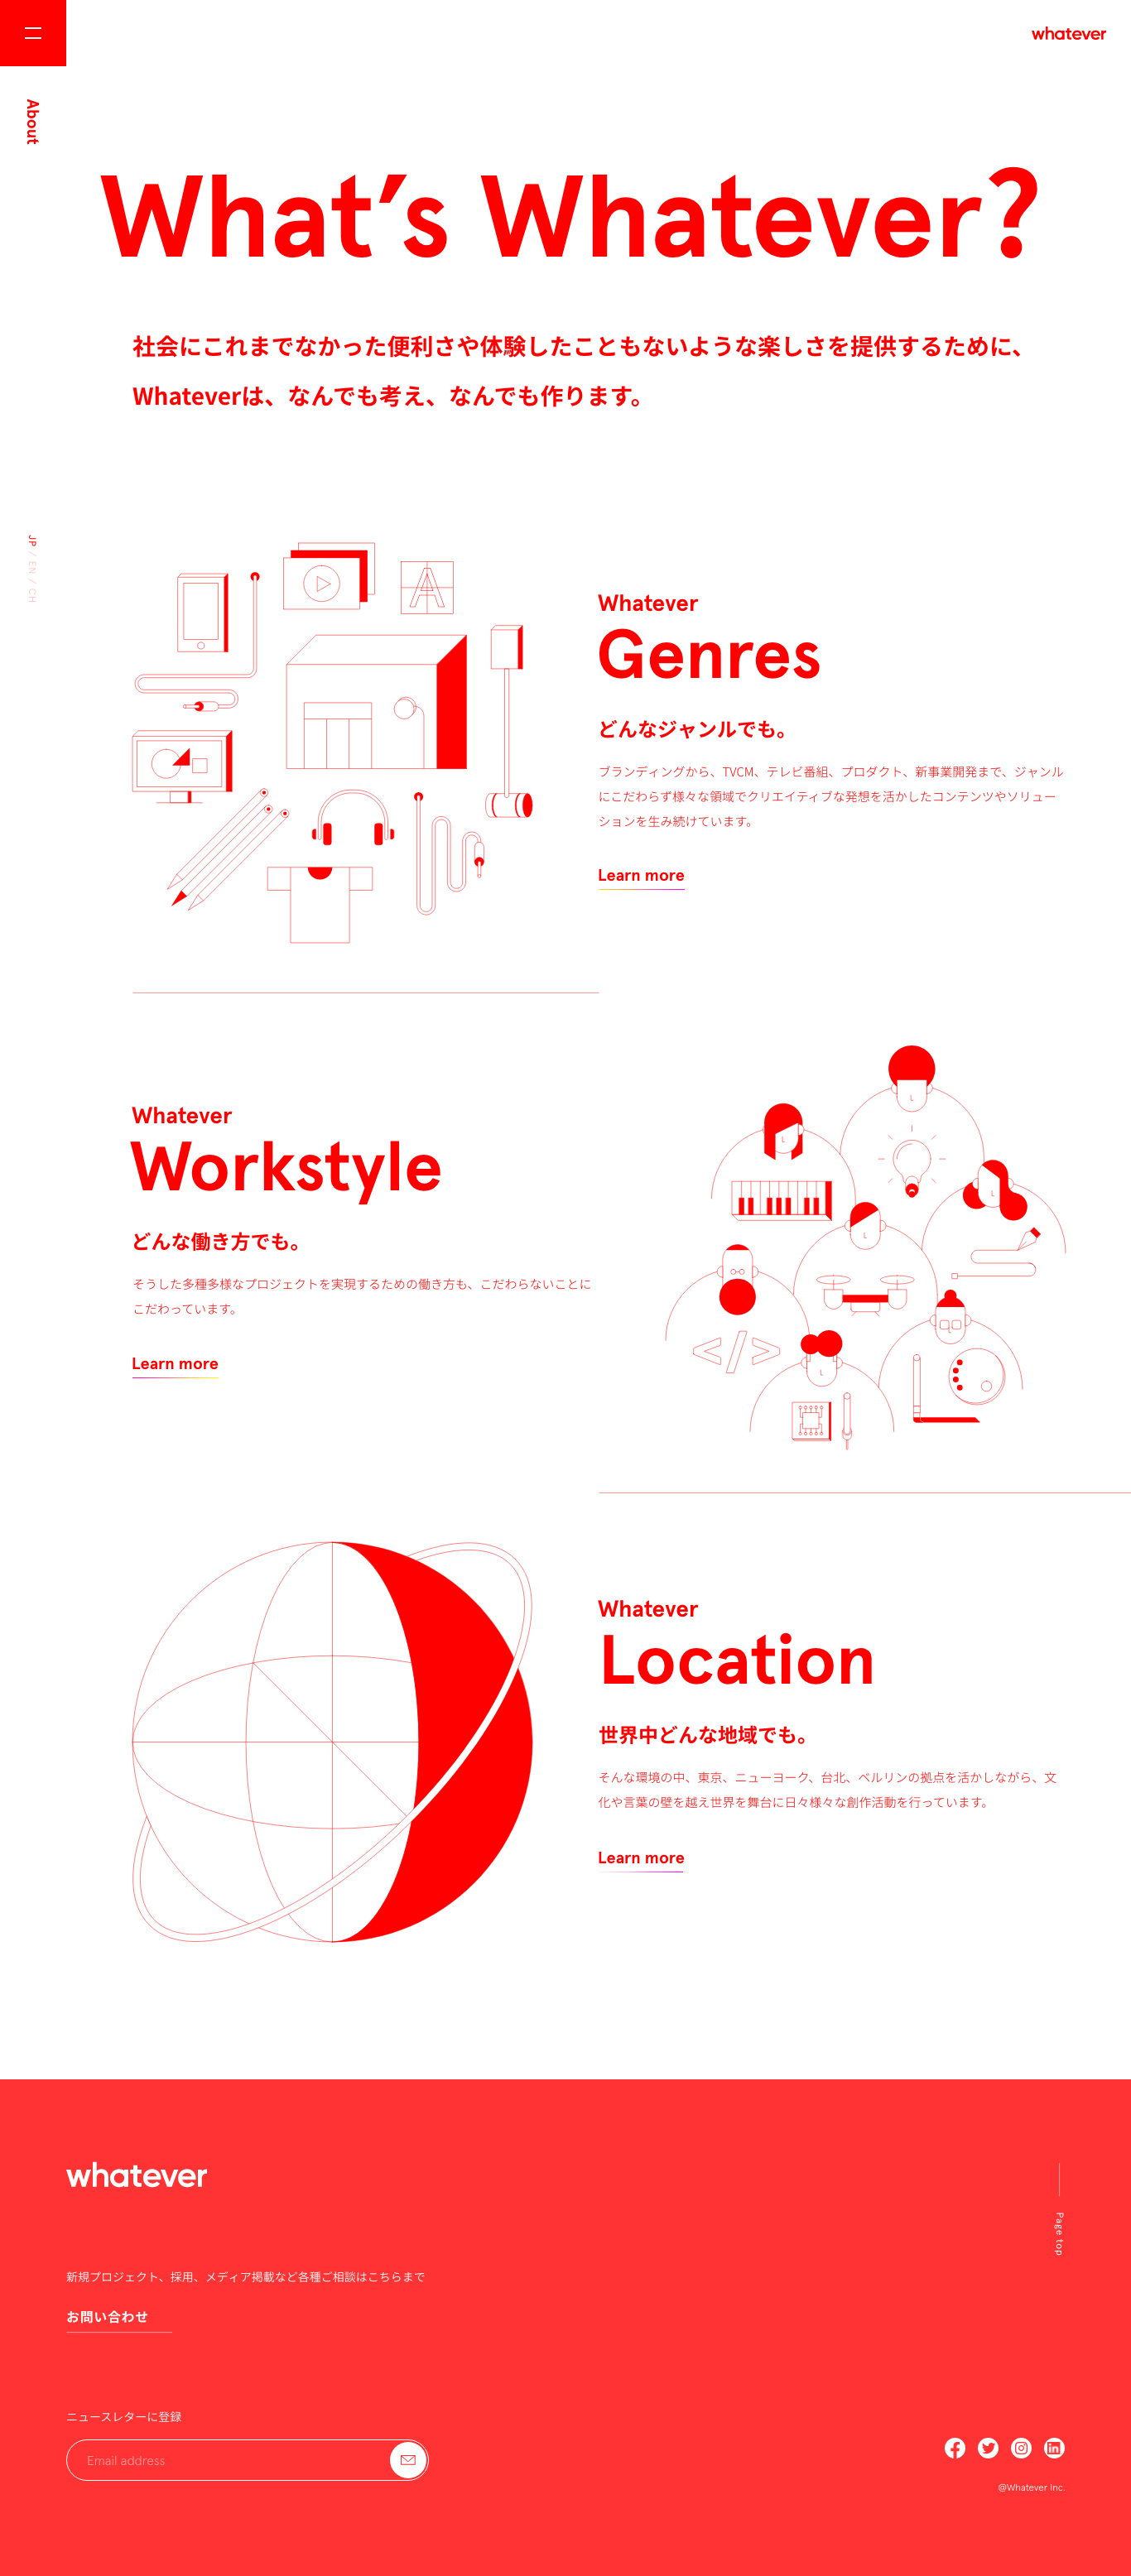 whatever
About
What’s Whatever?
社会にこれまでなかった便利さや体験したこともないような楽しさを提供するために、
Whateverは、なんでも考え、なんでも作ります。
JP / EN / CH
A
Whatever
Genres
どんなジャンルでも。
ブランディングから、TVCM、テレビ番組、プロダクト、新事業開発まで、ジャンル
にこだわらず様々な領域でクリエイティブな発想を活かしたコンテンツやソリュー
ションを生み続けています。
Learn more
Whatever
Workstyle
どんな働き方でも。
そうした多種多様なプロジェクトを実現するための働き方も、こだわらないことに
こだわっています。
Learn more
</>
Whatever
Location
世界中どんな地域でも。
そんな環境の中、東京、ニューヨーク、台北、ベルリンの拠点を活かしながら、文
化や言葉の壁を越え世界を舞台に日々様々な創作活動を行っています。
Learn more
whatever
Page top
新規プロジェクト、採用、メディア掲載など各種ご相談はこちらまで
お問い合わせ
ニュースレターに登録
Email address
@Whatever Inc.